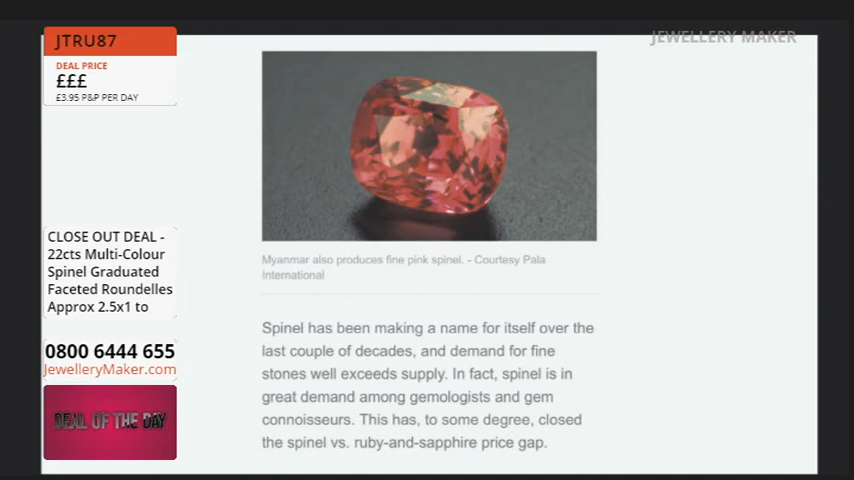 JTRU87
DEAL PRICE
£££
£3.95 P&P PER DAY
CLOSE OUT DEAL -
22cts Multi-Colour
Spinel Graduated
Faceted Roundelles
Approx 2.5x1 to
0800 6444 655
JewelleryMaker.com
DEAL OF THE DAY
JEWELLERY MAKER
Myanmar also produces fine pink spinel. - Courtesy Pala
International
Spinel has been making a name for itself over the
last couple of decades, and demand for fine
stones well exceeds supply. In fact, spinel is in
great demand among gemologists and gem
connoisseurs. This has, to some degree, closed
the spinel vs. ruby-and-sapphire price gap.